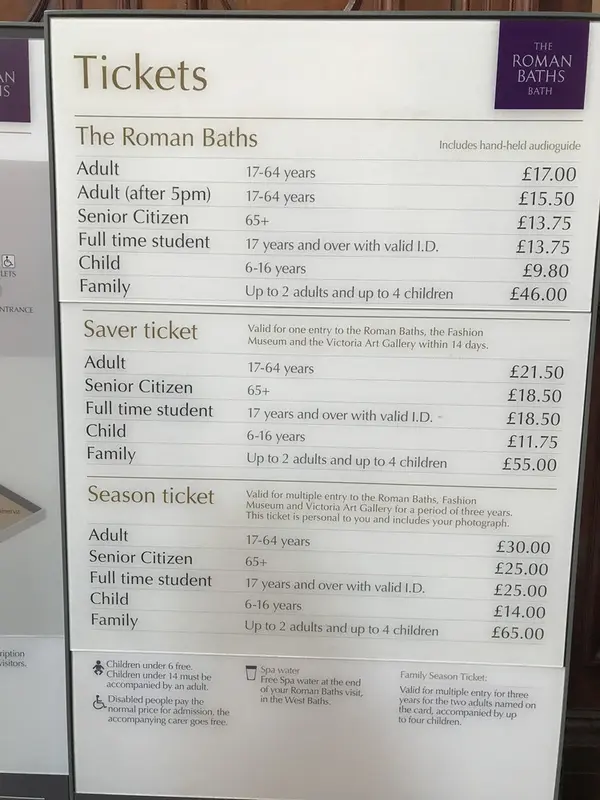 THE
ROMAN
BATHS
BATH
Tickets
The Roman Baths Includes hand-held audioguide
Adult 17-64 years £17.00
Adult (after 5pm) 17-64 years £15.50
Senior Citizen 65+ £13.75
Full time student 17 years and over with valid I.D. £13.75
Child 6-16 years £9.80
Family Up to 2 adults and up to 4 children £46.00
Saver ticket Valid for one entry to the Roman Baths, the Fashion
Museum and the Victoria Art Gallery within 14 days.
Adult 17-64 years £21.50
Senior Citizen 65+ £18.50
Full time student 17 years and over with valid I.D. £18.50
Child 6-16 years £11.75
Family Up to 2 adults and up to 4 children £55.00
Season ticket Valid for multiple entry to the Roman Baths, Fashion
Museum and Victoria Art Gallery for a period of three years.
This ticket is personal to you and includes your photograph.
Adult 17-64 years £30.00
Senior Citizen 65+ £25.00
Full time student 17 years and over with valid I.D. £25.00
Child 6-16 years £14.00
Family Up to 2 adults and up to 4 children £65.00
Children under 6 free.
Children under 14 must be
accompanied by an adult.
Disabled people pay the
normal price for admission, the
accompanying carer goes free.
Spa water
Free Spa water at the end
of your Roman Baths visit,
in the West Baths.
Family Season Ticket:
Valid for multiple entry for three
years for the two adults named on
the card, accompanied by up
to four children.
AN
HS
LETS
NTRANCE
ription
visitors.